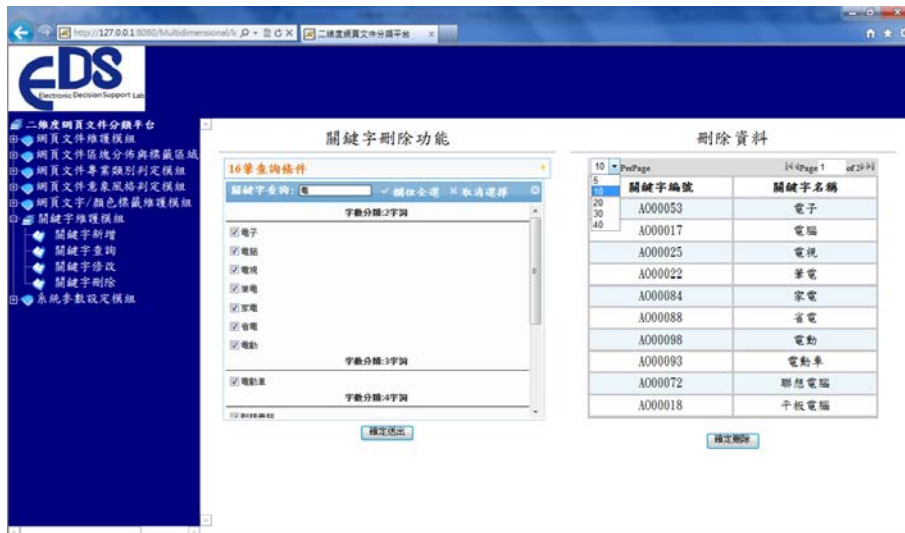 http://127.0.0.1:8080/Multidimensional/k
二維度網頁文件分類平台
EDS
Electronic Decision Support Lab
二維度網頁文件分類平台
網頁文件維護模組
網頁文件區塊分佈與標籤區域
網頁文件專業類別判定模組
網頁文件意象風格判定模組
網頁文字/顏色標籤維護模組
關鍵字維護模組
關鍵字新增
關鍵字查詢
關鍵字修改
關鍵字刪除
系統參數設定模組
關鍵字刪除功能
16筆查詢條件
關鍵字查詢: 電 欄位全選 取消選擇
字數分類:2字詞
電子
電腦
電視
筆電
家電
省電
電動
字數分類:3字詞
電動車
字數分類:4字詞
聯想電腦
確定送出
刪除資料
10 PerPage Page 1 of 2
5
10
20
30
40
關鍵字編號 關鍵字名稱
A000053 電子
A000017 電腦
A000025 電視
A000022 筆電
A000084 家電
A000088 省電
A000098 電動
A000093 電動車
A000072 聯想電腦
A000018 平板電腦
確定刪除